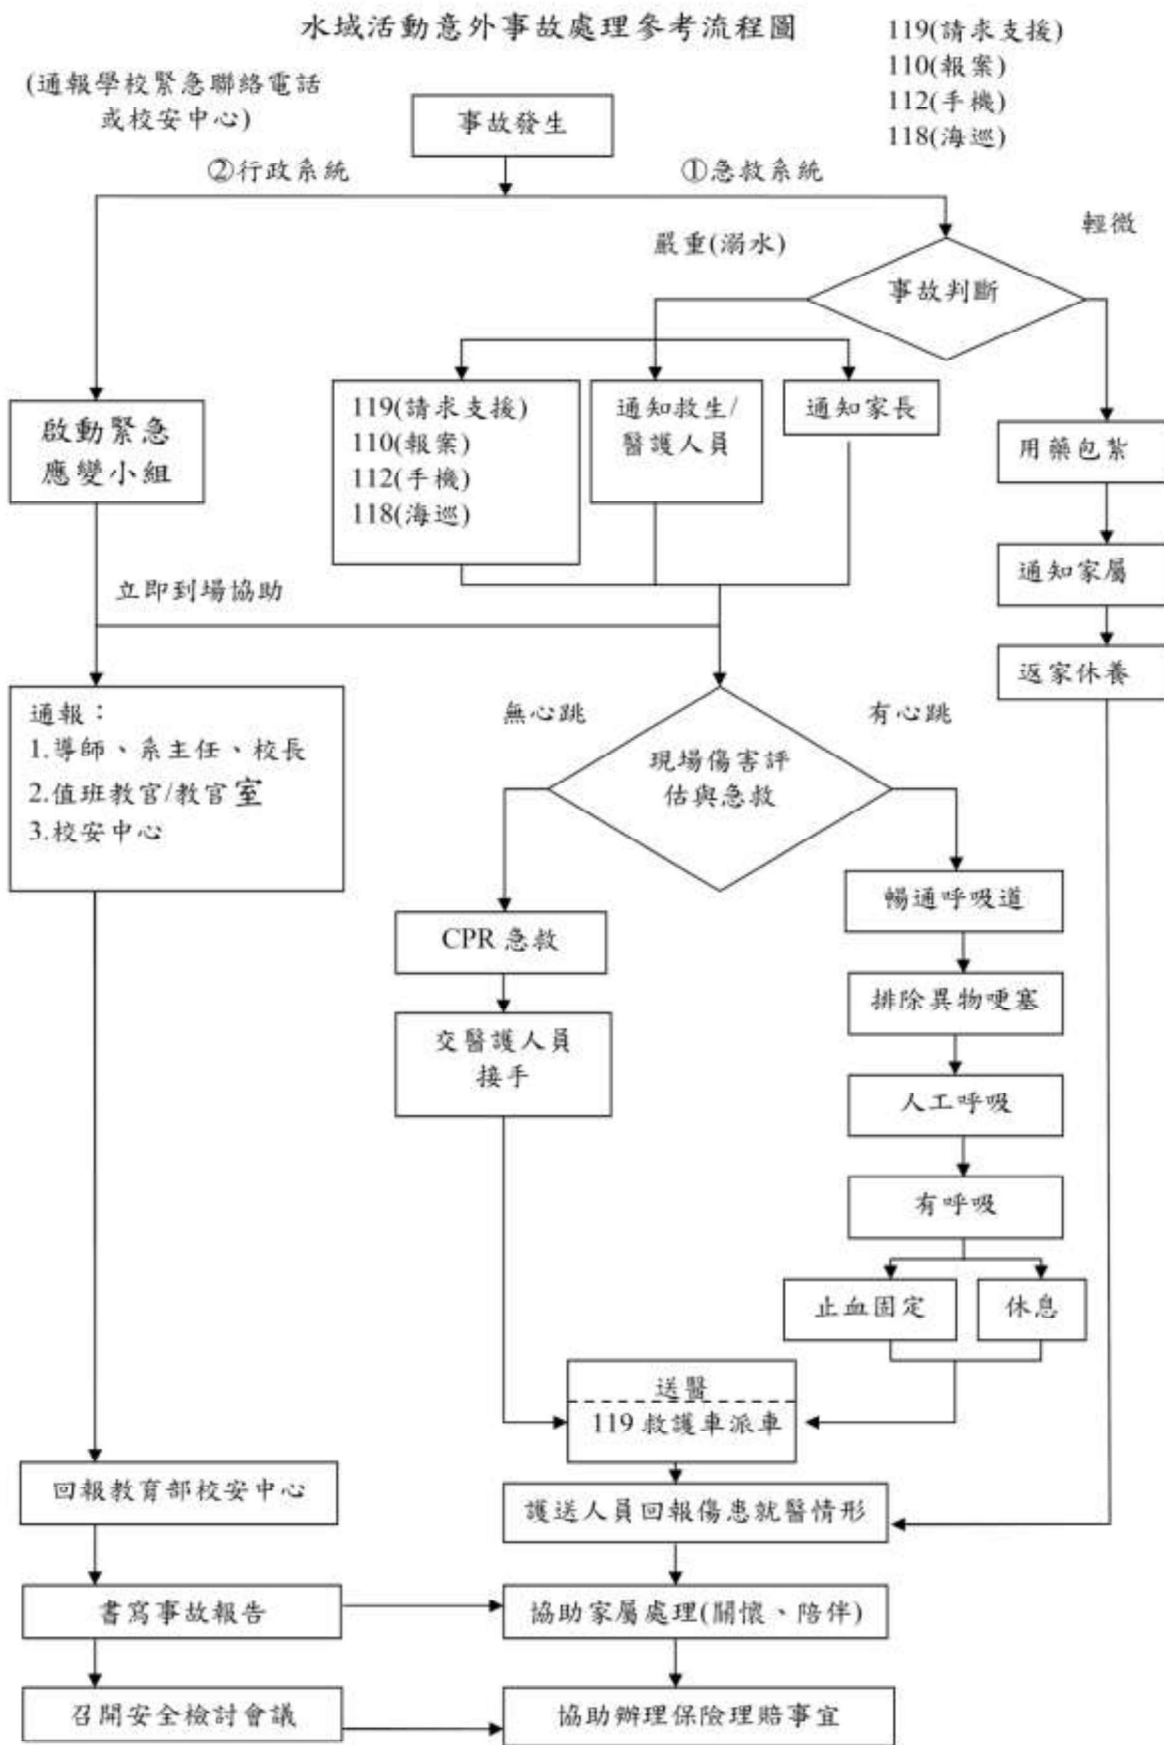 水域活動意外事故處理參考流程圖
119(請求支援)
110(報案)
112(手機)
118(海巡)
(通報學校緊急聯絡電話
或校安中心)
事故發生
②行政系統
①急救系統
輕微
嚴重(溺水)
事故判斷
啟動緊急
應變小組
119(請求支援)
110(報案)
112(手機)
118(海巡)
通知救生/
醫護人員
通知家長
用藥包紮
通知家屬
返家休養
立即到場協助
通報：
1.導師、系主任、校長
2.值班教官/教官室
3.校安中心
無心跳
有心跳
現場傷害評
估與急救
CPR 急救
交醫護人員
接手
暢通呼吸道
排除異物哽塞
人工呼吸
有呼吸
止血固定
休息
送醫
119 救護車派車
回報教育部校安中心
護送人員回報傷患就醫情形
書寫事故報告
協助家屬處理(關懷、陪伴)
召開安全檢討會議
協助辦理保險理賠事宜